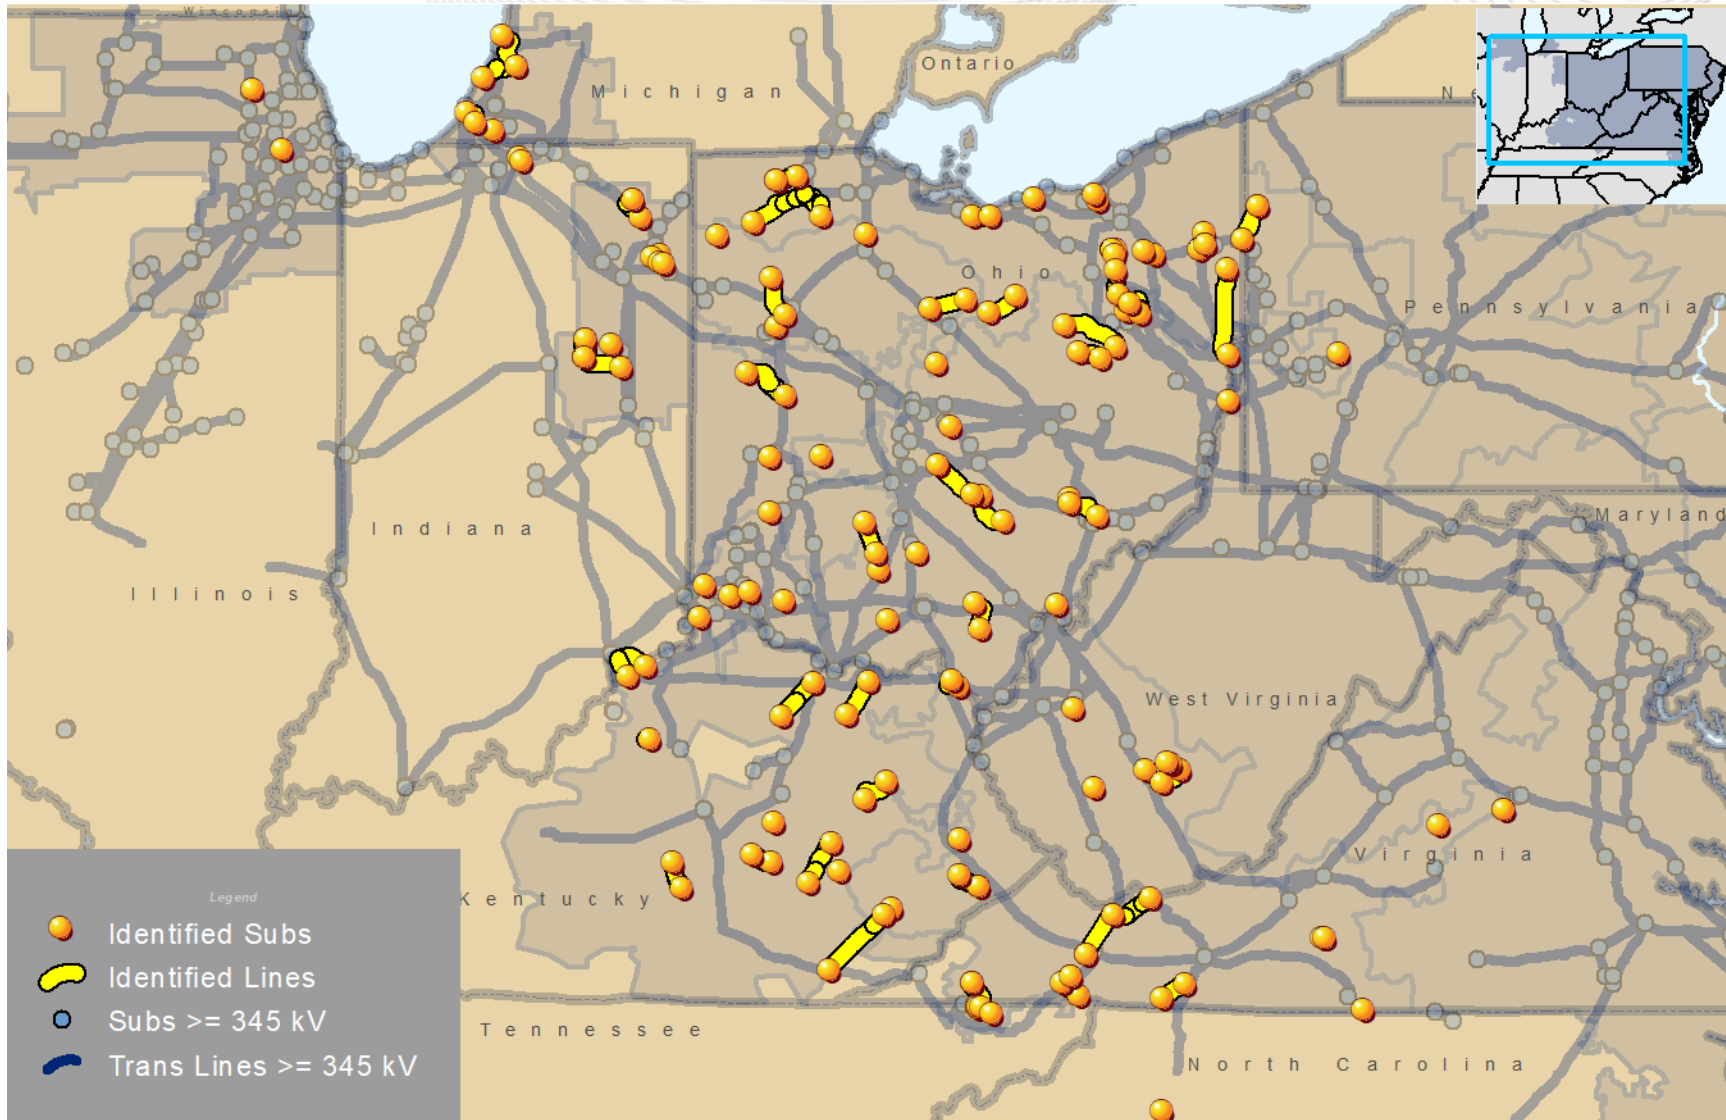 Wisconsin
Michigan
Ontario
Ne
Ohio
Pennsylvania
Maryland
Indiana
Illinois
West Virginia
Virginia
Kentucky
Tennessee
North Carolina
Legend
Identified Subs
Identified Lines
Subs >= 345 kV
Trans Lines >= 345 kV